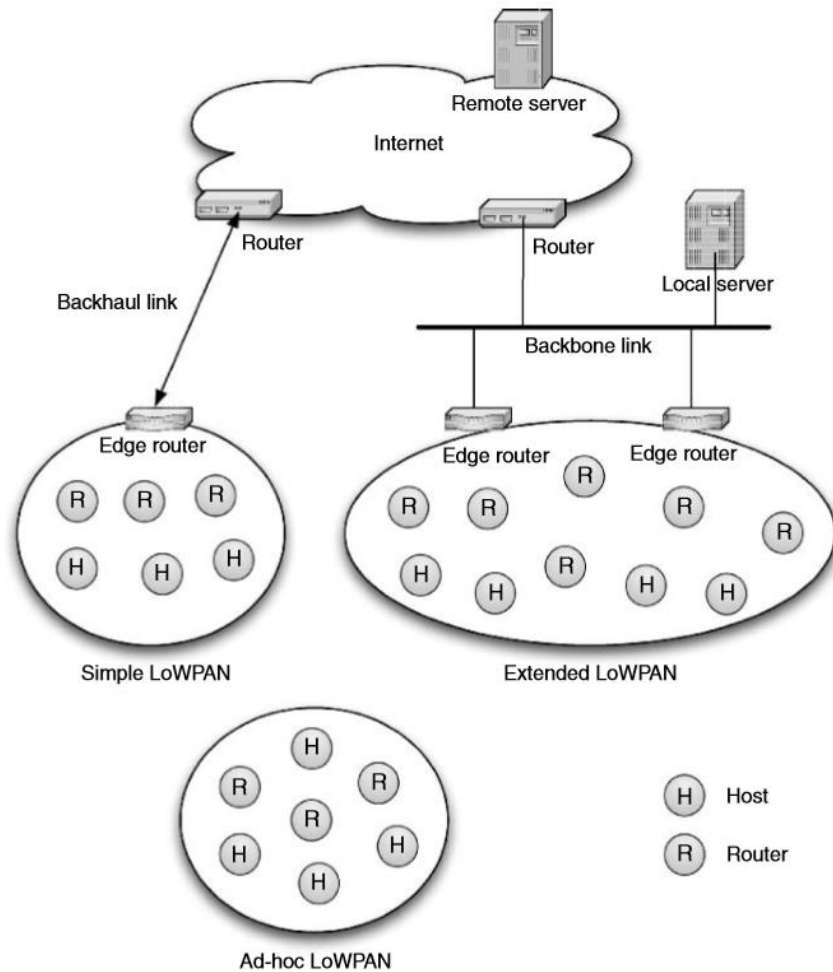 Remote server
Internet
Router
Router
Local server
Backhaul link
Backbone link
Edge router
Edge router
Edge router
R
R
R
H
H
H
R
R
R
R
R
H
H
R
H
H
Simple LoWPAN
Extended LoWPAN
H
R
R
R
H
H
H
H Host
R Router
Ad-hoc LoWPAN